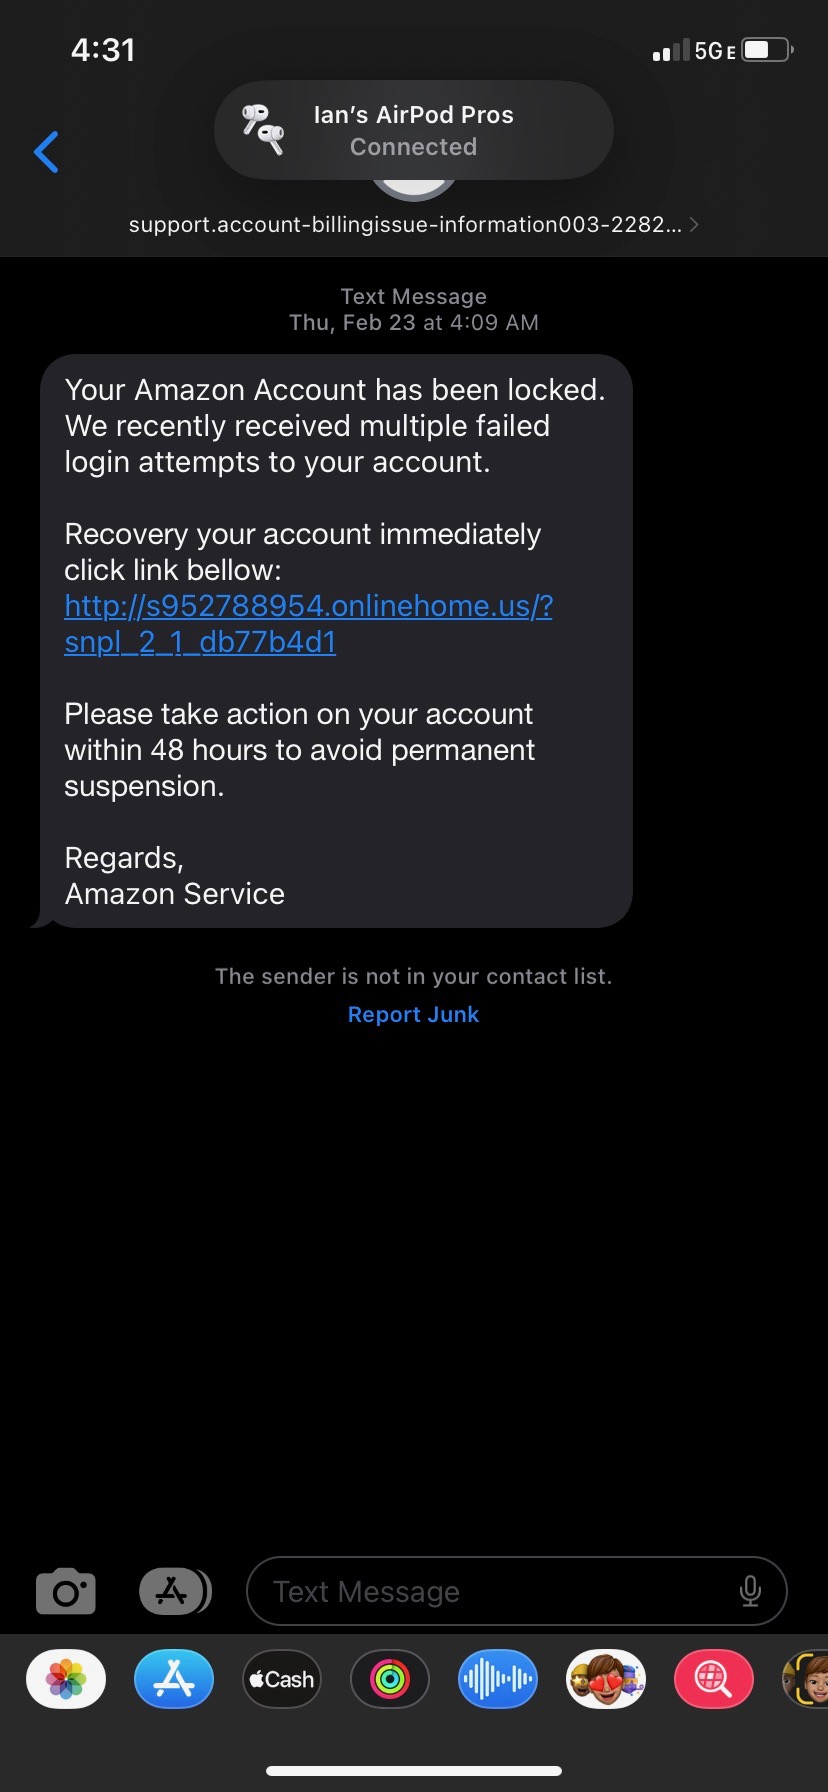 4:31
5GE
Ian's AirPod Pros
Connected
support.account-billingissue-information003-2282...
Text Message
Thu, Feb 23 at 4:09 AM
Your Amazon Account has been locked.
We recently received multiple failed
login attempts to your account.
Recovery your account immediately
click link bellow:
http://s952788954.onlinehome.us/?
snpl_2_1_db77b4d1
Please take action on your account
within 48 hours to avoid permanent
suspension.
Regards,
Amazon Service
The sender is not in your contact list.
Report Junk
Text Message
Cash